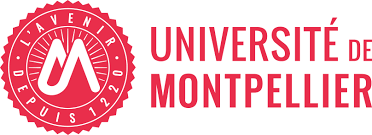 L'AVENIR
DEPUIS 1220
UNIVERSITÉ DE
MONTPELLIER